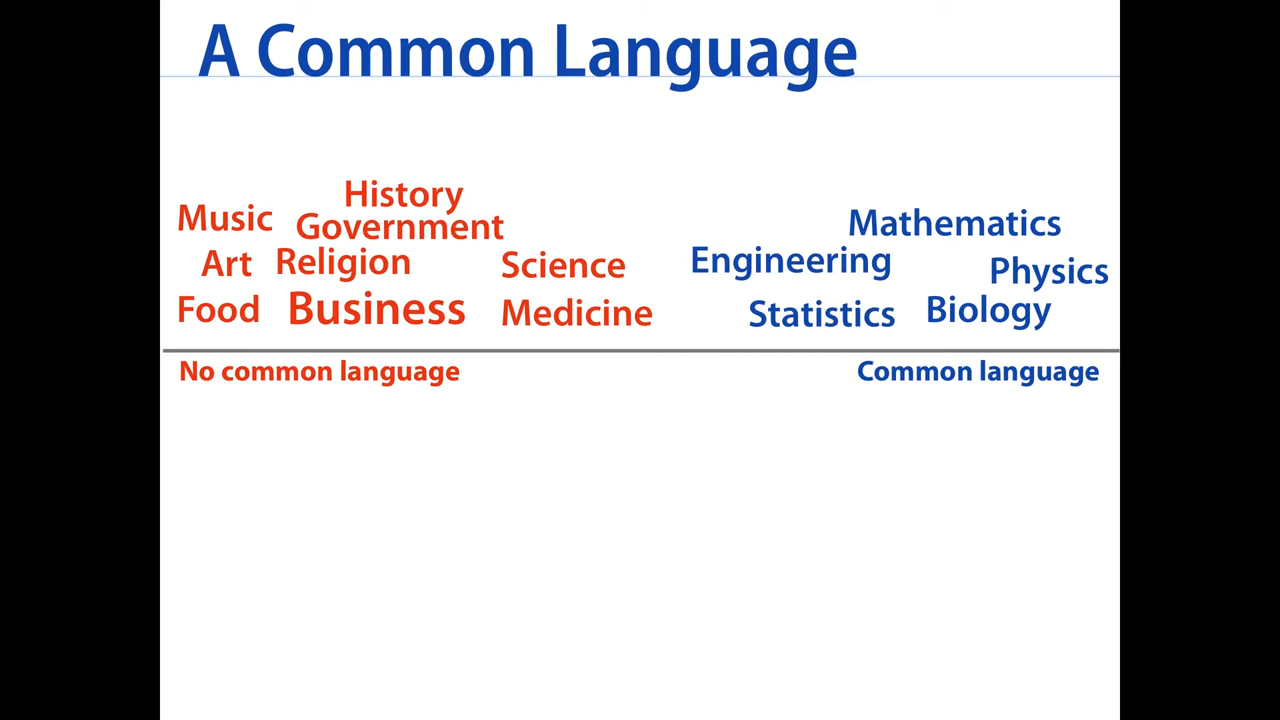 A Common Language
History
Music
Government
Art
Religion
Science
Food
Business
Medicine
Mathematics
Engineering
Physics
Statistics
Biology
No common language
Common language